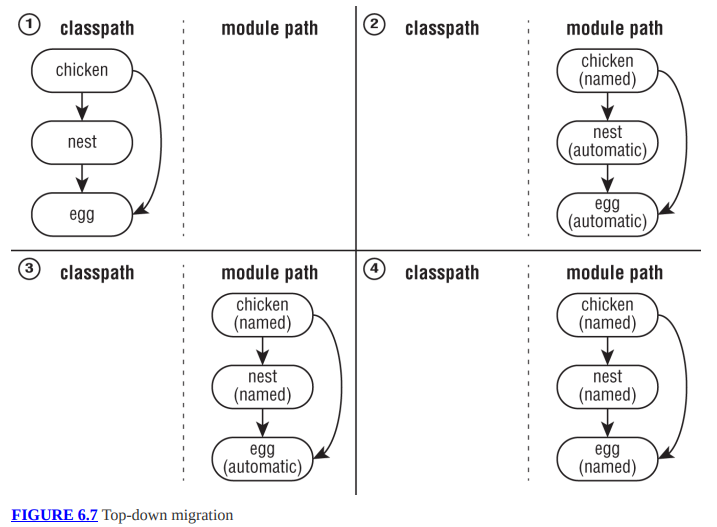 1 classpath module path
chicken
nest
egg
2 classpath module path
chicken
(named)
nest
(automatic)
egg
(automatic)
3 classpath module path
chicken
(named)
nest
(named)
egg
(automatic)
4 classpath module path
chicken
(named)
nest
(named)
egg
(named)
FIGURE 6.7 Top-down migration